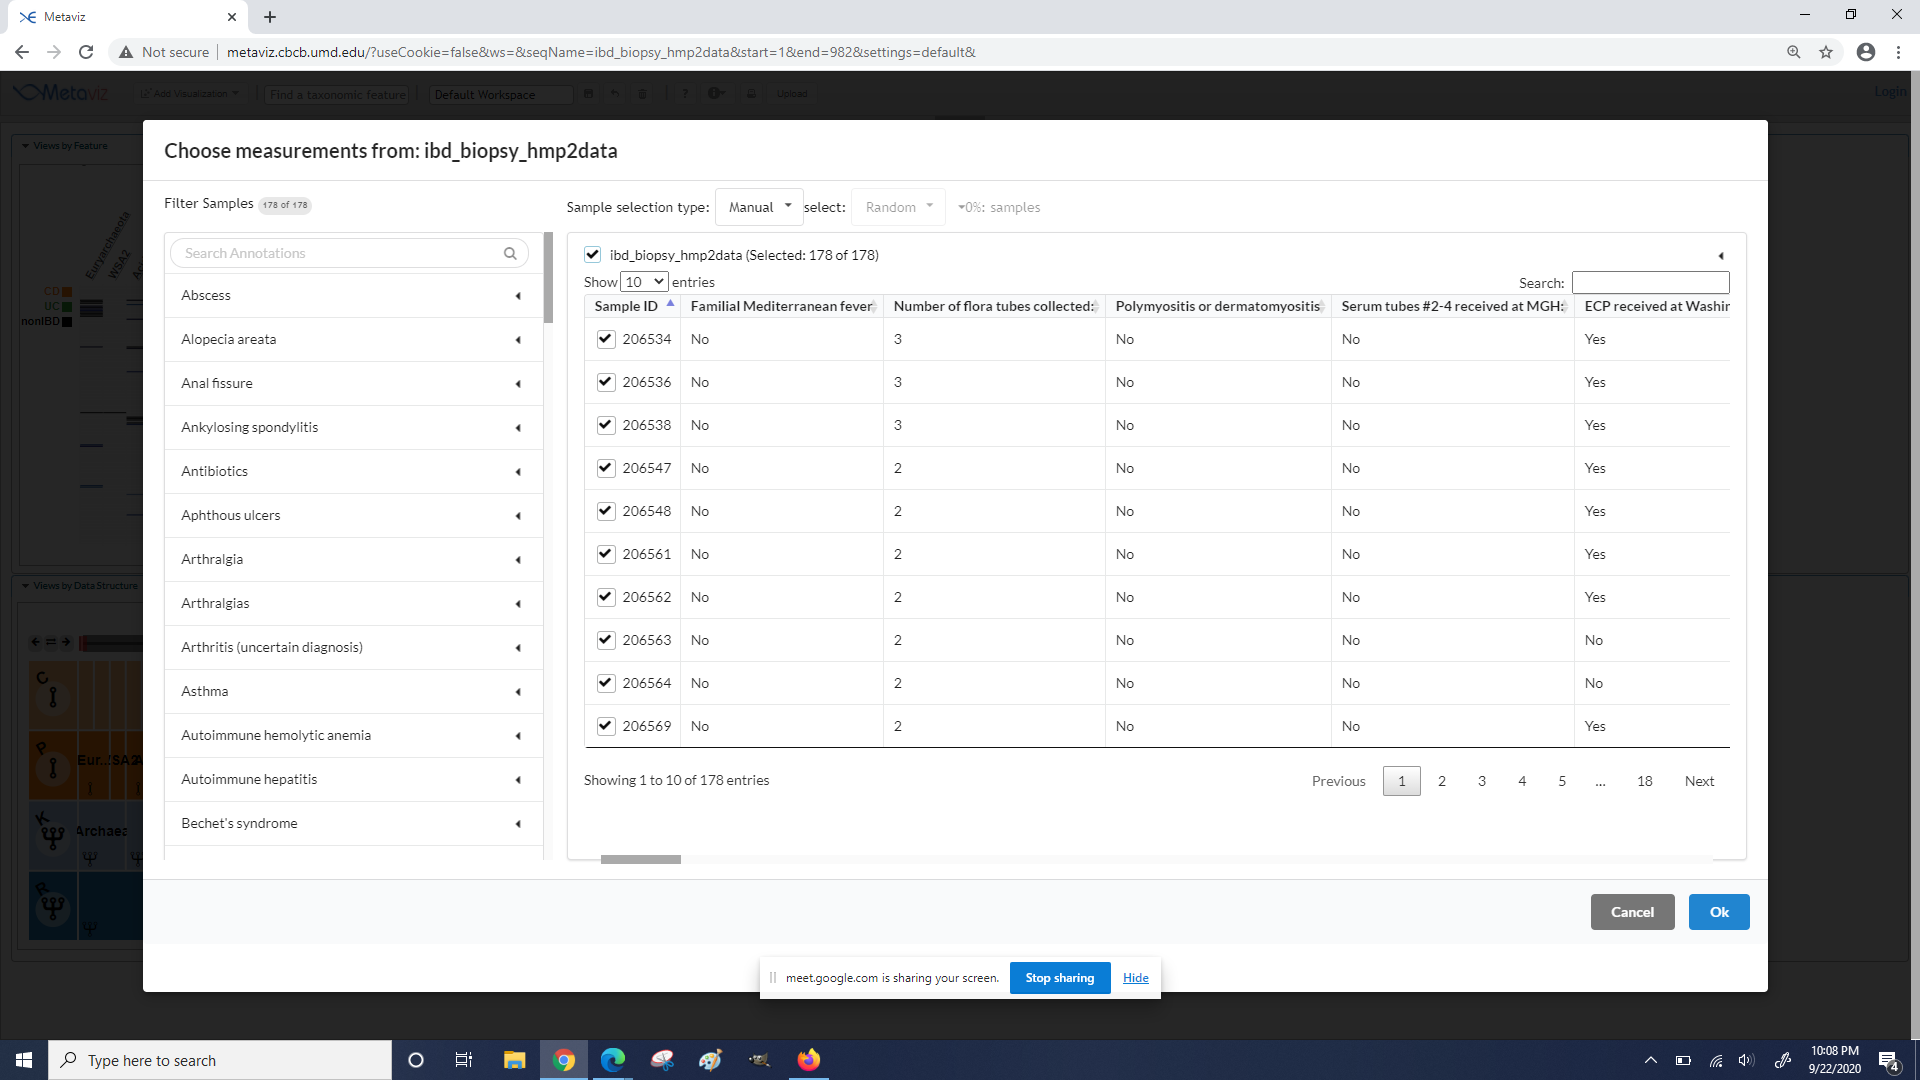 Metaviz
Not secure
metaviz.cbcb.umd.edu/?useCookie=false&ws=&seqName=ibd_biopsy_hmp2data&start=1&end=982&settings=default&
Metaviz
Add Visualization
Find a taxonomic feature
Default Workspace
?
Upload
Login
Choose measurements from: ibd_biopsy_hmp2data
Views by Feature
Euryarchaeota
WSA2
CD
UC
nonIBD
Views by Data Structure
C
P
Eur..
K
Archaea
R
Filter Samples 178 of 178
Sample selection type: Manual select: Random 0%: samples
Search Annotations
Abscess
Alopecia areata
Anal fissure
Ankylosing spondylitis
Antibiotics
Aphthous ulcers
Arthralgia
Arthralgias
Arthritis (uncertain diagnosis)
Asthma
Autoimmune hemolytic anemia
Autoimmune hepatitis
Bechet's syndrome
ibd_biopsy_hmp2data (Selected: 178 of 178)
Show 10 entries
Search:
Sample ID Familial Mediterranean fever Number of flora tubes collected: Polymyositis or dermatomyositis Serum tubes #2-4 received at MGH: ECP received at Washin
206534 No 3 No No Yes
206536 No 3 No No Yes
206538 No 3 No No Yes
206547 No 2 No No Yes
206548 No 2 No No Yes
206561 No 2 No No Yes
206562 No 2 No No Yes
206563 No 2 No No No
206564 No 2 No No No
206569 No 2 No No Yes
Showing 1 to 10 of 178 entries
Previous 1 2 3 4 5 ... 18 Next
Cancel
Ok
meet.google.com is sharing your screen.
Stop sharing
Hide
Type here to search
10:08 PM
9/22/2020
4